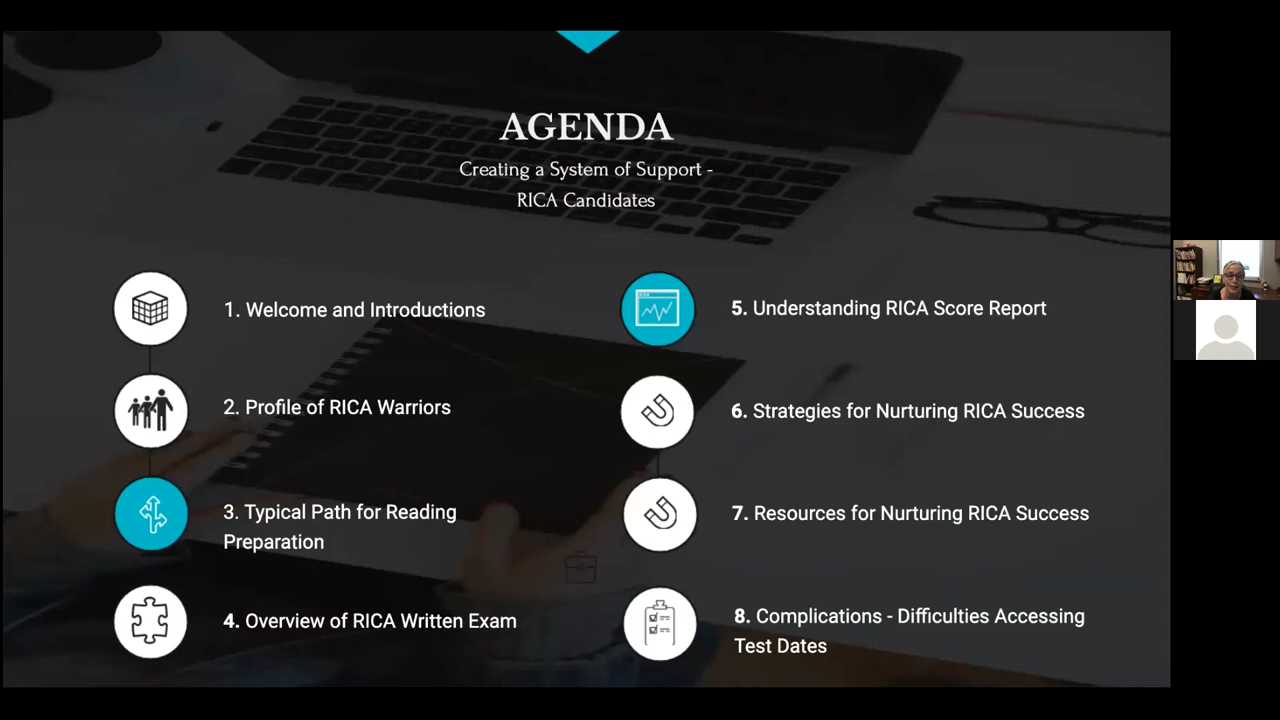 AGENDA
Creating a System of Support -
RICA Candidates
1. Welcome and Introductions
2. Profile of RICA Warriors
3. Typical Path for Reading
Preparation
4. Overview of RICA Written Exam
5. Understanding RICA Score Report
6. Strategies for Nurturing RICA Success
7. Resources for Nurturing RICA Success
8. Complications - Difficulties Accessing
Test Dates